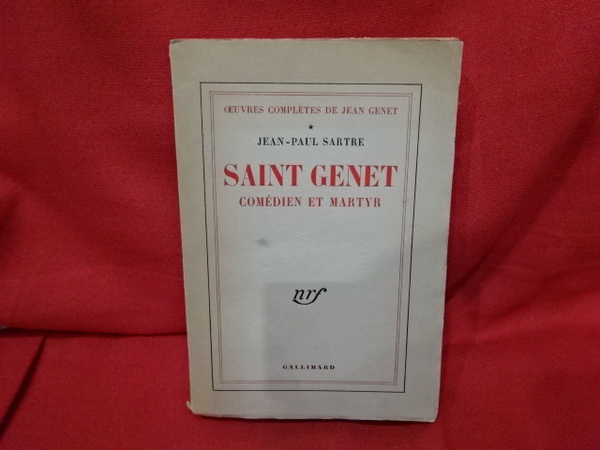 ŒUVRES COMPLÈTES DE JEAN GENET
★
JEAN-PAUL SARTRE
SAINT GENET
COMÉDIEN ET MARTYR
nrf
GALLIMARD